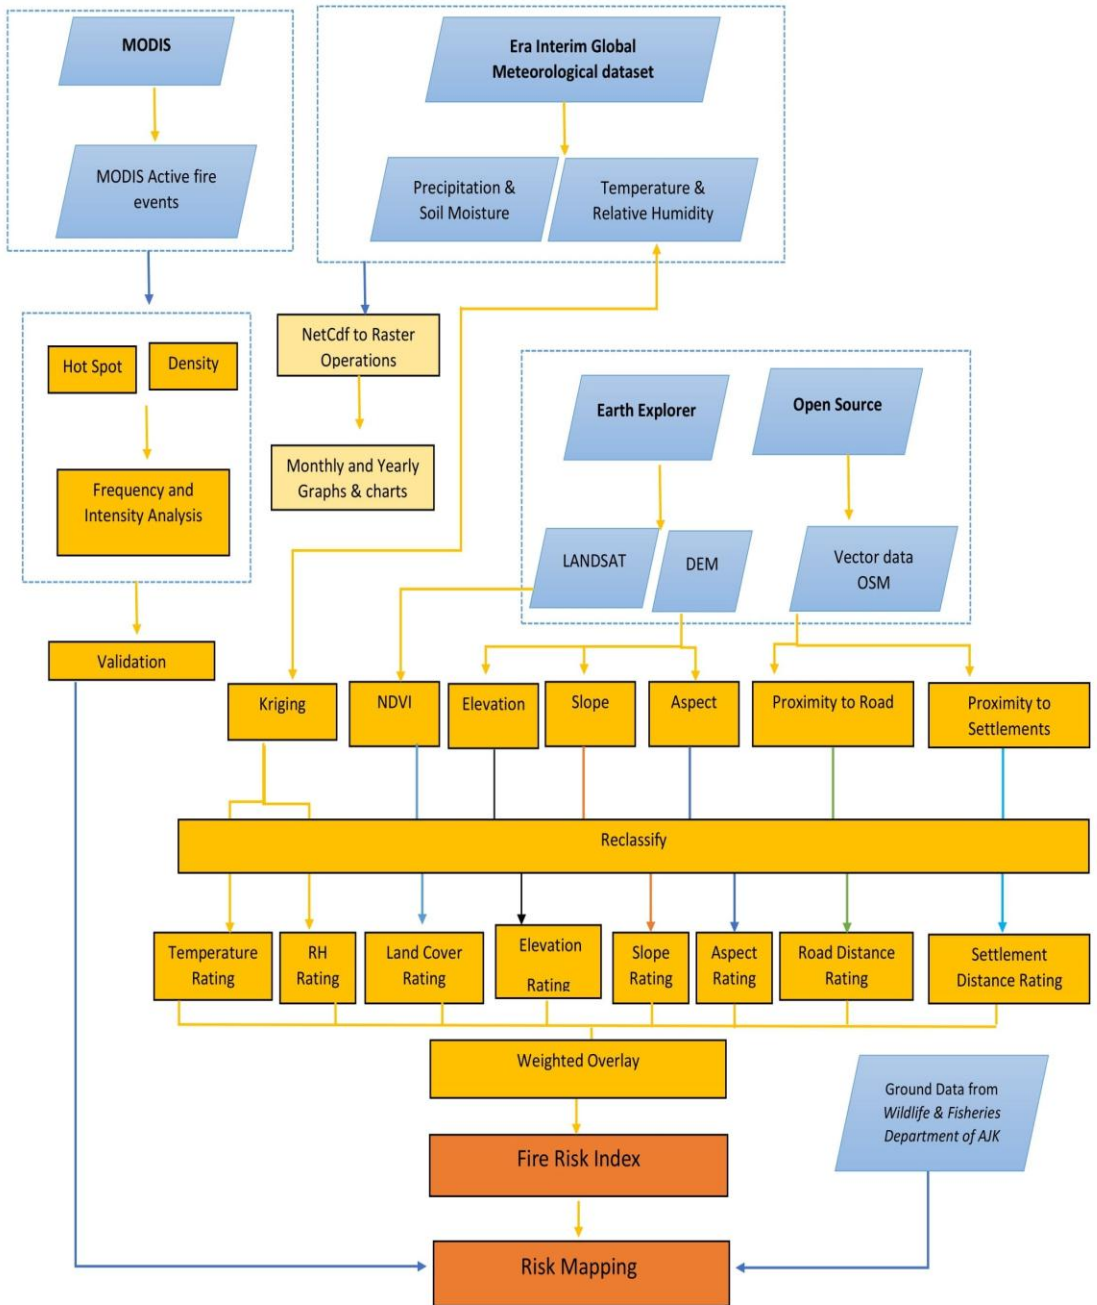 MODIS
Era Interim Global
Meteorological dataset
MODIS Active fire
events
Precipitation &
Soil Moisture
Temperature &
Relative Humidity
Hot Spot
Density
NetCdf to Raster
Operations
Earth Explorer
Open Source
Frequency and
Intensity Analysis
Monthly and Yearly
Graphs & charts
LANDSAT
DEM
Vector data
OSM
Validation
Kriging
NDVI
Elevation
Slope
Aspect
Proximity to Road
Proximity to
Settlements
Reclassify
Temperature
Rating
RH
Rating
Land Cover
Rating
Elevation
Rating
Slope
Rating
Aspect
Rating
Road Distance
Rating
Settlement
Distance Rating
Weighted Overlay
Ground Data from
Wildlife & Fisheries
Department of AJK
Fire Risk Index
Risk Mapping